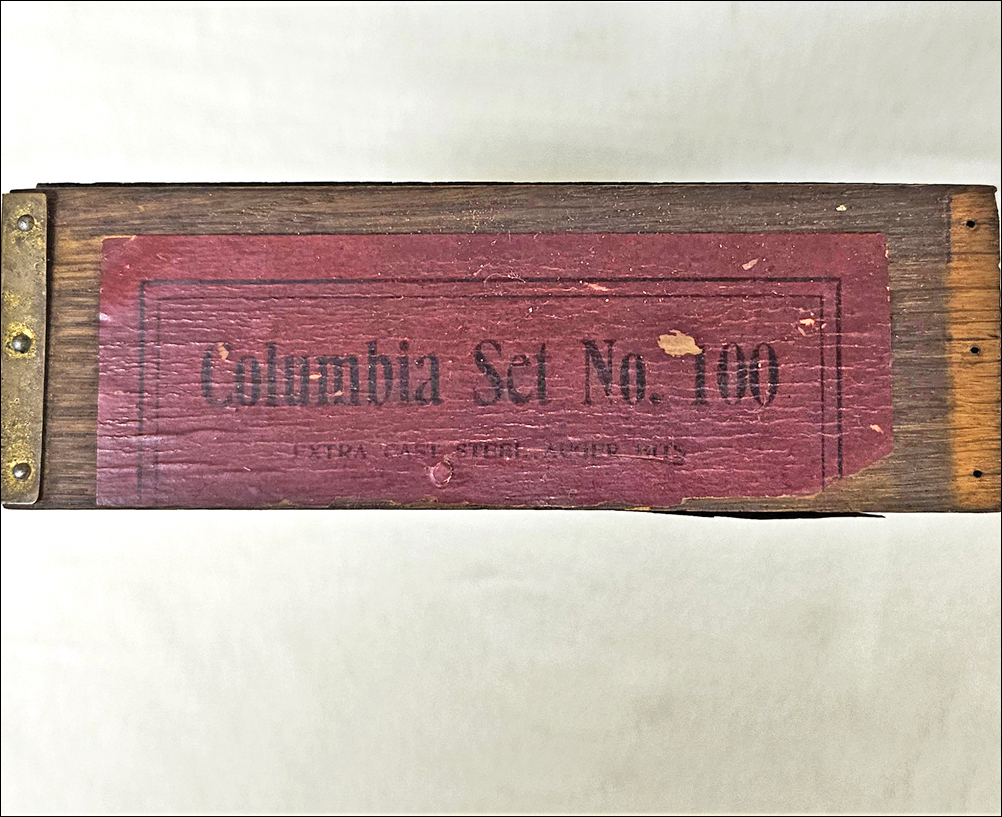 Columbia Set No. 100
EXTRA CAST STEEL AUGER BITS